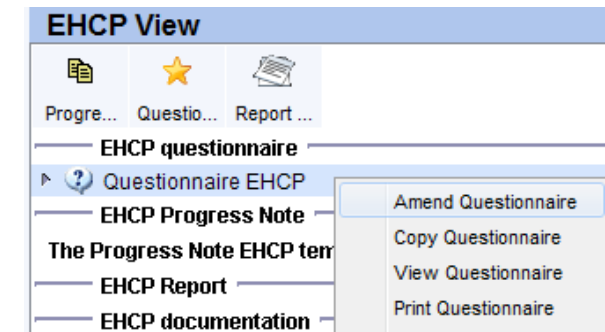 EHCP View
Progre... Questio... Report ...
EHCP questionnaire
Questionnaire EHCP
Amend Questionnaire
EHCP Progress Note
Copy Questionnaire
The Progress Note EHCP tem
View Questionnaire
EHCP Report
Print Questionnaire
EHCP documentation